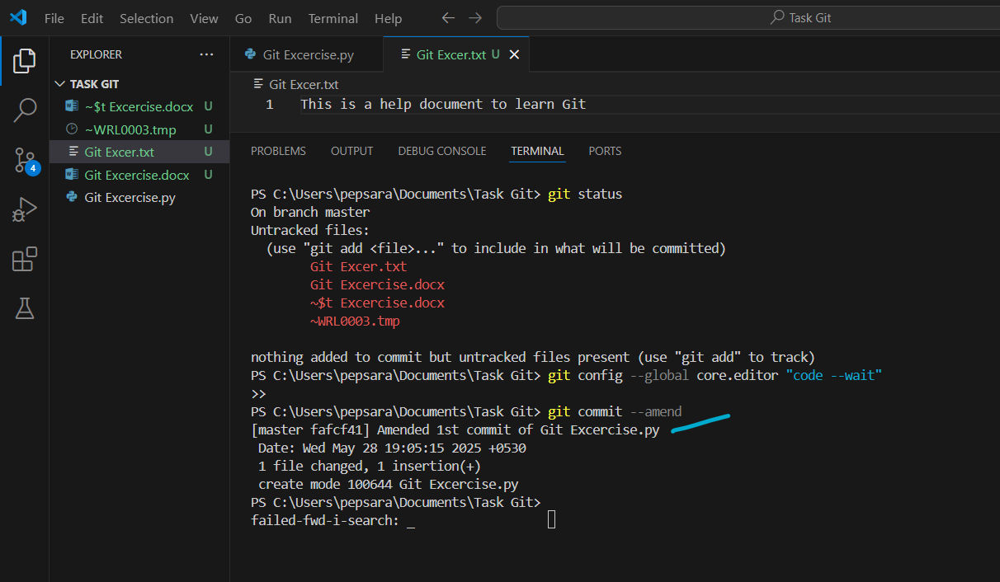 File Edit Selection View Go Run Terminal Help
Task Git
EXPLORER
TASK GIT
~$t Excercise.docx U
~WRL0003.tmp U
Git Excer.txt U
Git Excercise.docx U
Git Excercise.py
4
Git Excercise.py
Git Excer.txt U
Git Excer.txt
1 This is a help document to learn Git
PROBLEMS OUTPUT DEBUG CONSOLE TERMINAL PORTS
PS C:\Users\pepsara\Documents\Task Git> git status
On branch master
Untracked files:
(use "git add <file>..." to include in what will be committed)
Git Excer.txt
Git Excercise.docx
~$t Excercise.docx
~WRL0003.tmp
nothing added to commit but untracked files present (use "git add" to track)
PS C:\Users\pepsara\Documents\Task Git> git config --global core.editor "code --wait"
>>
PS C:\Users\pepsara\Documents\Task Git> git commit --amend
[master fafcf41] Amended 1st commit of Git Excercise.py
Date: Wed May 28 19:05:15 2025 +0530
1 file changed, 1 insertion(+)
create mode 100644 Git Excercise.py
PS C:\Users\pepsara\Documents\Task Git>
failed-fwd-i-search: _